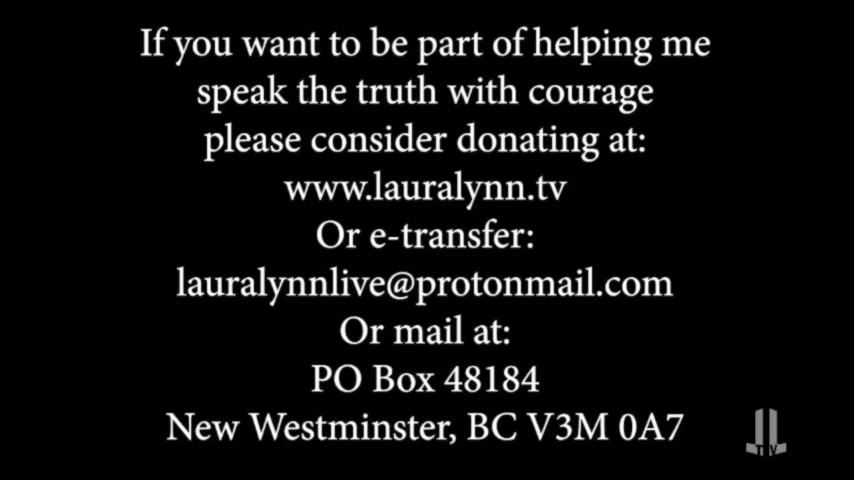 If you want to be part of helping me
speak the truth with courage
please consider donating at:
www.lauralynn.tv
Or e-transfer:
lauralynnlive@protonmail.com
Or mail at:
PO Box 48184
New Westminster, BC V3M 0A7
TV